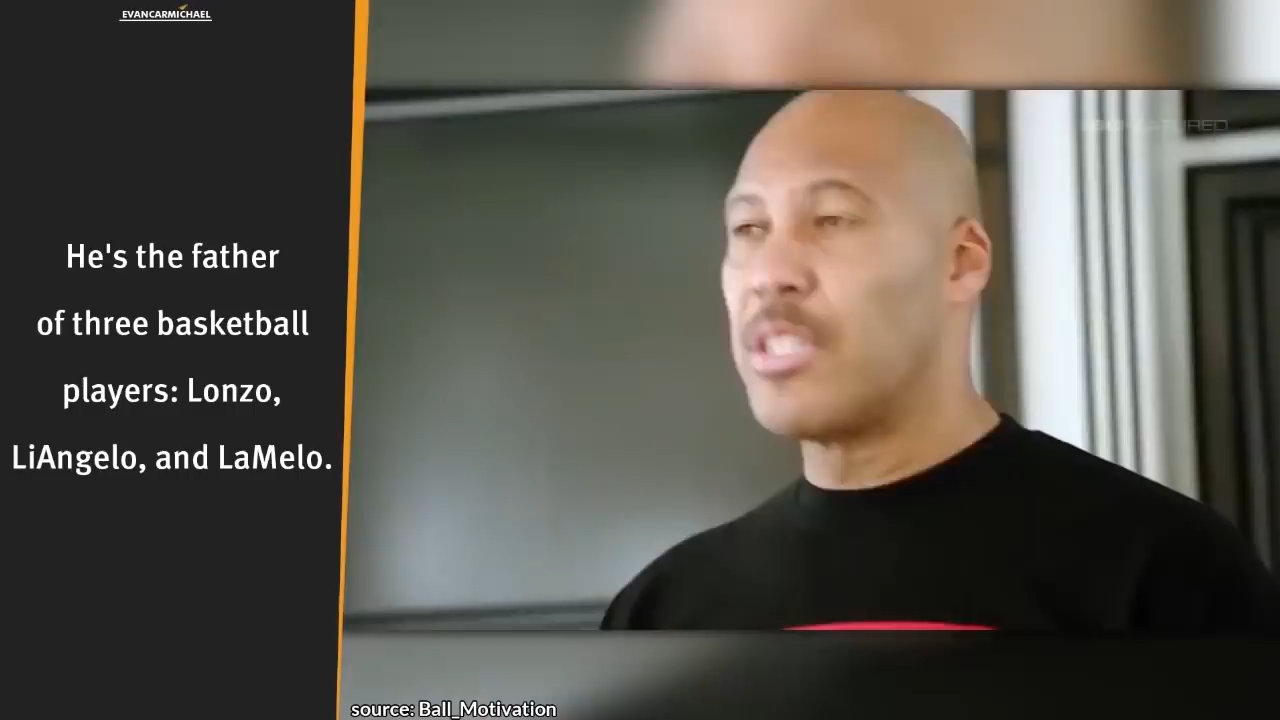 EVANCARMICHAEL
He's the father
of three basketball
players: Lonzo,
LiAngelo, and LaMelo.
source: Ball_Motivation